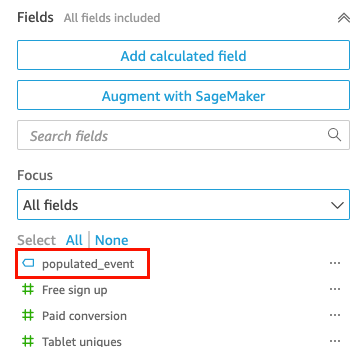 Fields All fields included
Add calculated field
Augment with SageMaker
Search fields
Focus
All fields
Select All None
populated_event ...
Free sign up ...
Paid conversion ...
Tablet uniques ...